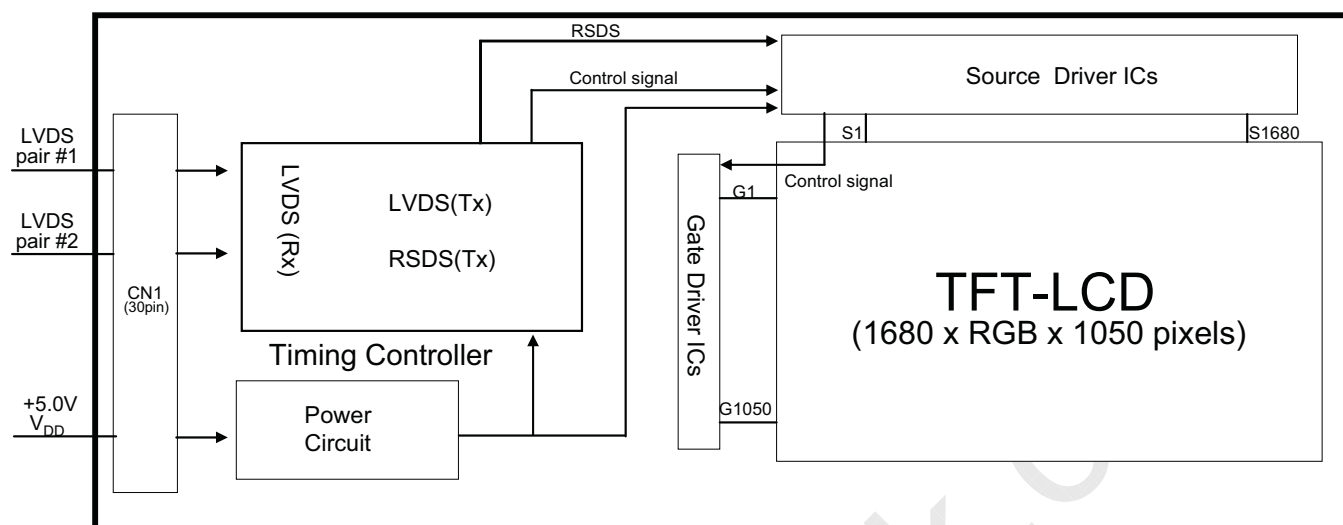 RSDS
Control signal
Source Driver ICs
LVDS
pair #1
LVDS
pair #2
CN1
(30pin)
LVDS (Rx)
LVDS(Tx)
RSDS(Tx)
Timing Controller
S1
S1680
Control signal
G1
Gate Driver ICs
TFT-LCD
(1680 x RGB x 1050 pixels)
G1050
+5.0V
VDD
Power
Circuit